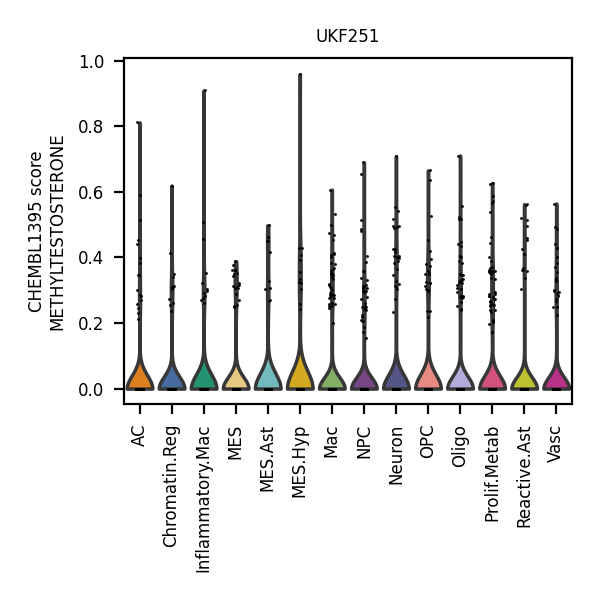 UKF251
CHEMBL1395 score
METHYLTESTOSTERONE
1.0
0.8
0.6
0.4
0.2
0.0
AC
Chromatin.Reg
Inflammatory.Mac
MES
MES.Ast
MES.Hyp
Mac
NPC
Neuron
OPC
Oligo
Prolif.Metab
Reactive.Ast
Vasc